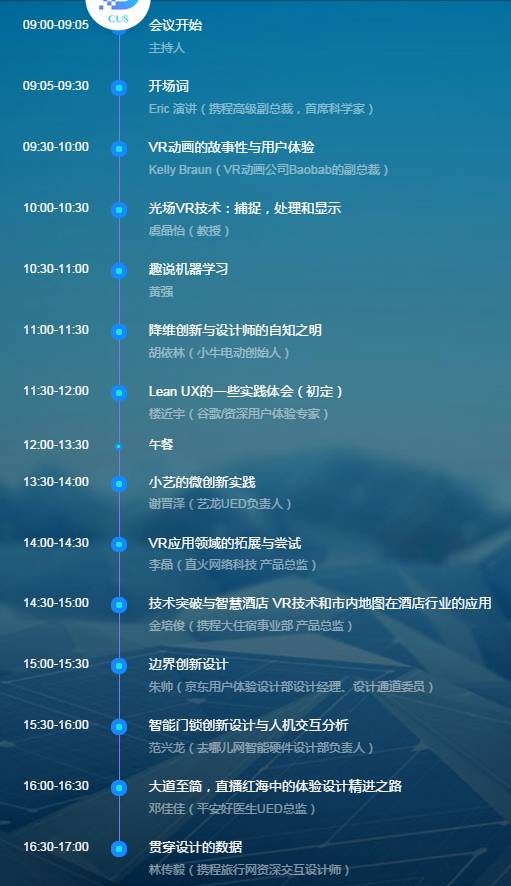 CUS
09:00-09:05 会议开始
主持人
09:05-09:30 开场词
Eric 演讲（携程高级副总裁，首席科学家）
09:30-10:00 VR动画的故事性与用户体验
Kelly Braun（VR动画公司Baobab的副总裁）
10:00-10:30 光场VR技术：捕捉，处理和显示
虞晶怡（教授）
10:30-11:00 趣说机器学习
黄强
11:00-11:30 降维创新与设计师的自知之明
胡依林（小牛电动创始人）
11:30-12:00 Lean UX的一些实践体会（初定）
楼近宇（谷歌/资深用户体验专家）
12:00-13:30 午餐
13:30-14:00 小艺的微创新实践
谢晋泽（艺龙UED负责人）
14:00-14:30 VR应用领域的拓展与尝试
李晶（直火网络科技 产品总监）
14:30-15:00 技术突破与智慧酒店 VR技术和市内地图在酒店行业的应用
金培俊（携程大住宿事业部 产品总监）
15:00-15:30 边界创新设计
朱帅（京东用户体验设计部设计经理、设计通道委员）
15:30-16:00 智能门锁创新设计与人机交互分析
范兴龙（去哪儿网智能硬件设计部负责人）
16:00-16:30 大道至简，直播红海中的体验设计精进之路
邓佳佳（平安好医生UED总监）
16:30-17:00 贯穿设计的数据
林传毅（携程旅行网资深交互设计师）